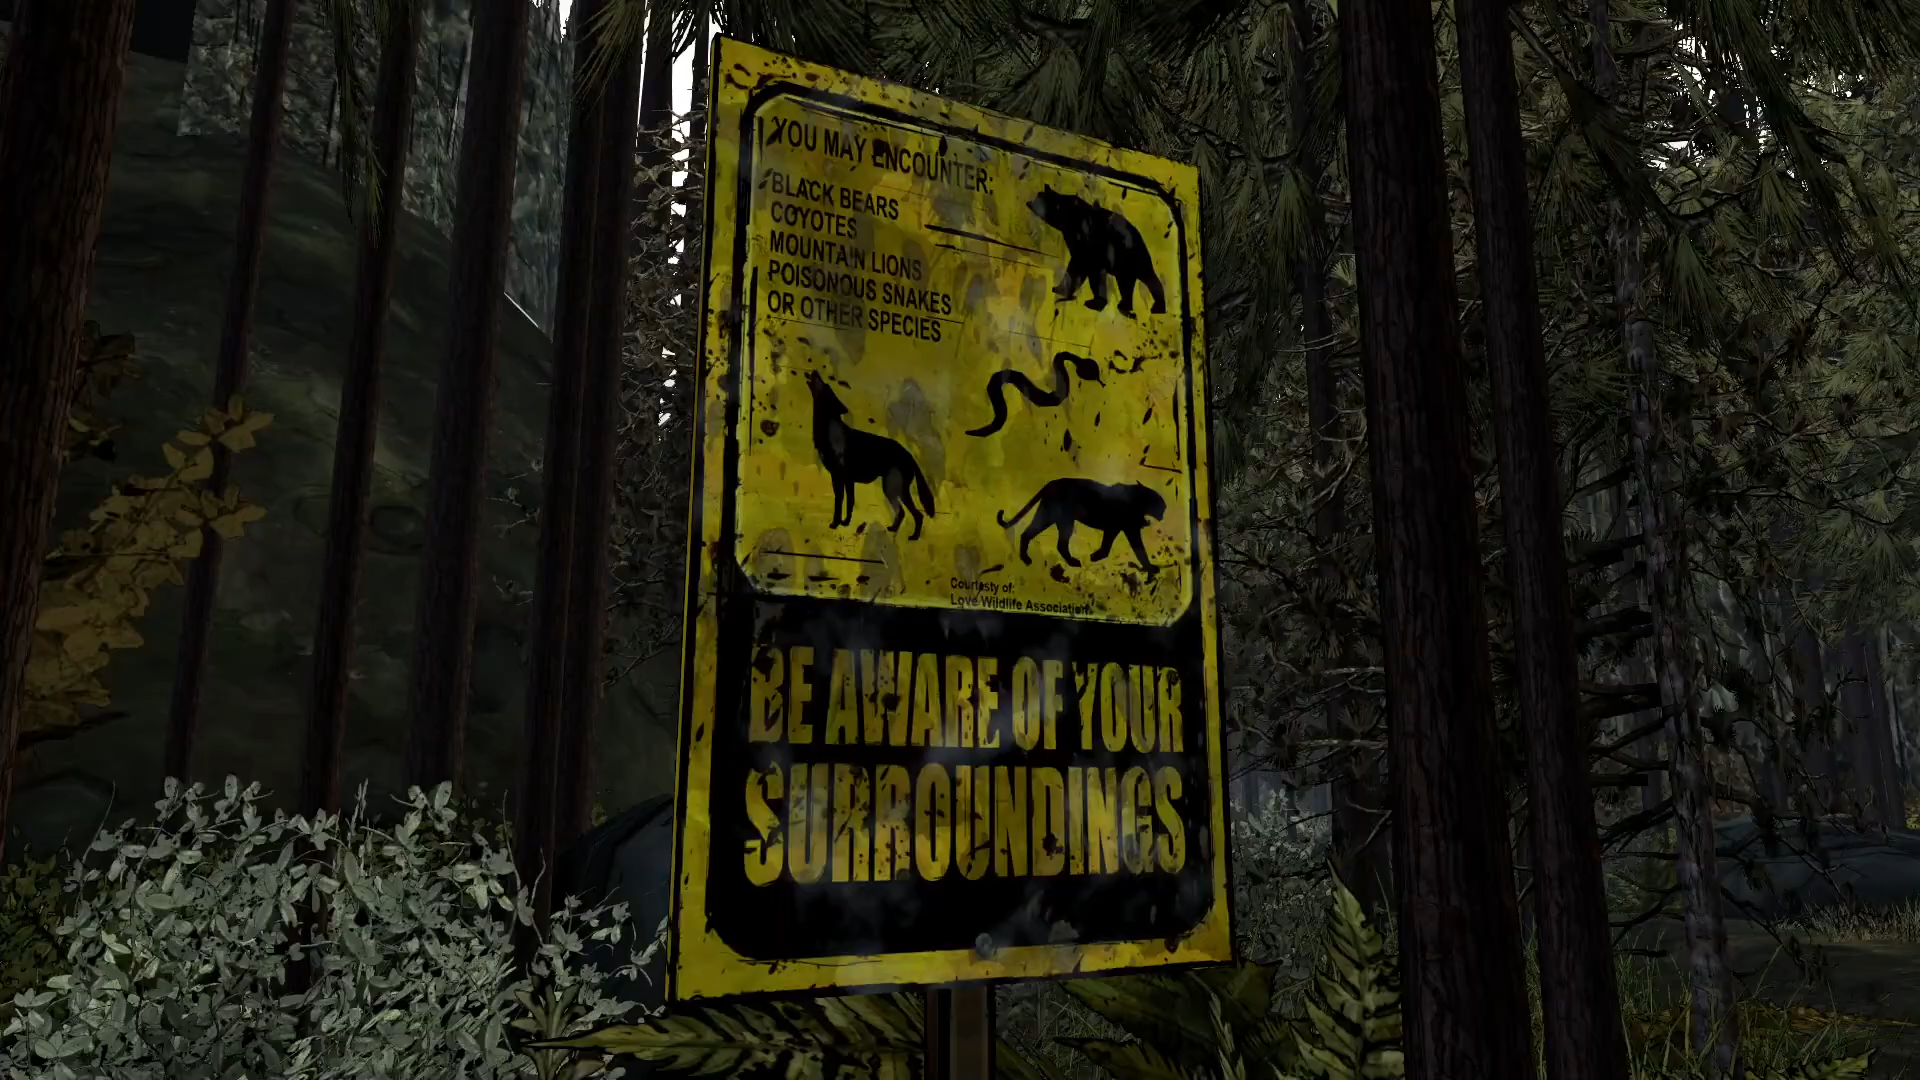 YOU MAY ENCOUNTER:
BLACK BEARS
COYOTES
MOUNTAIN LIONS
POISONOUS SNAKES
OR OTHER SPECIES
Courtesty of:
Love Wildlife Association
BE AWARE OF YOUR
SURROUNDINGS